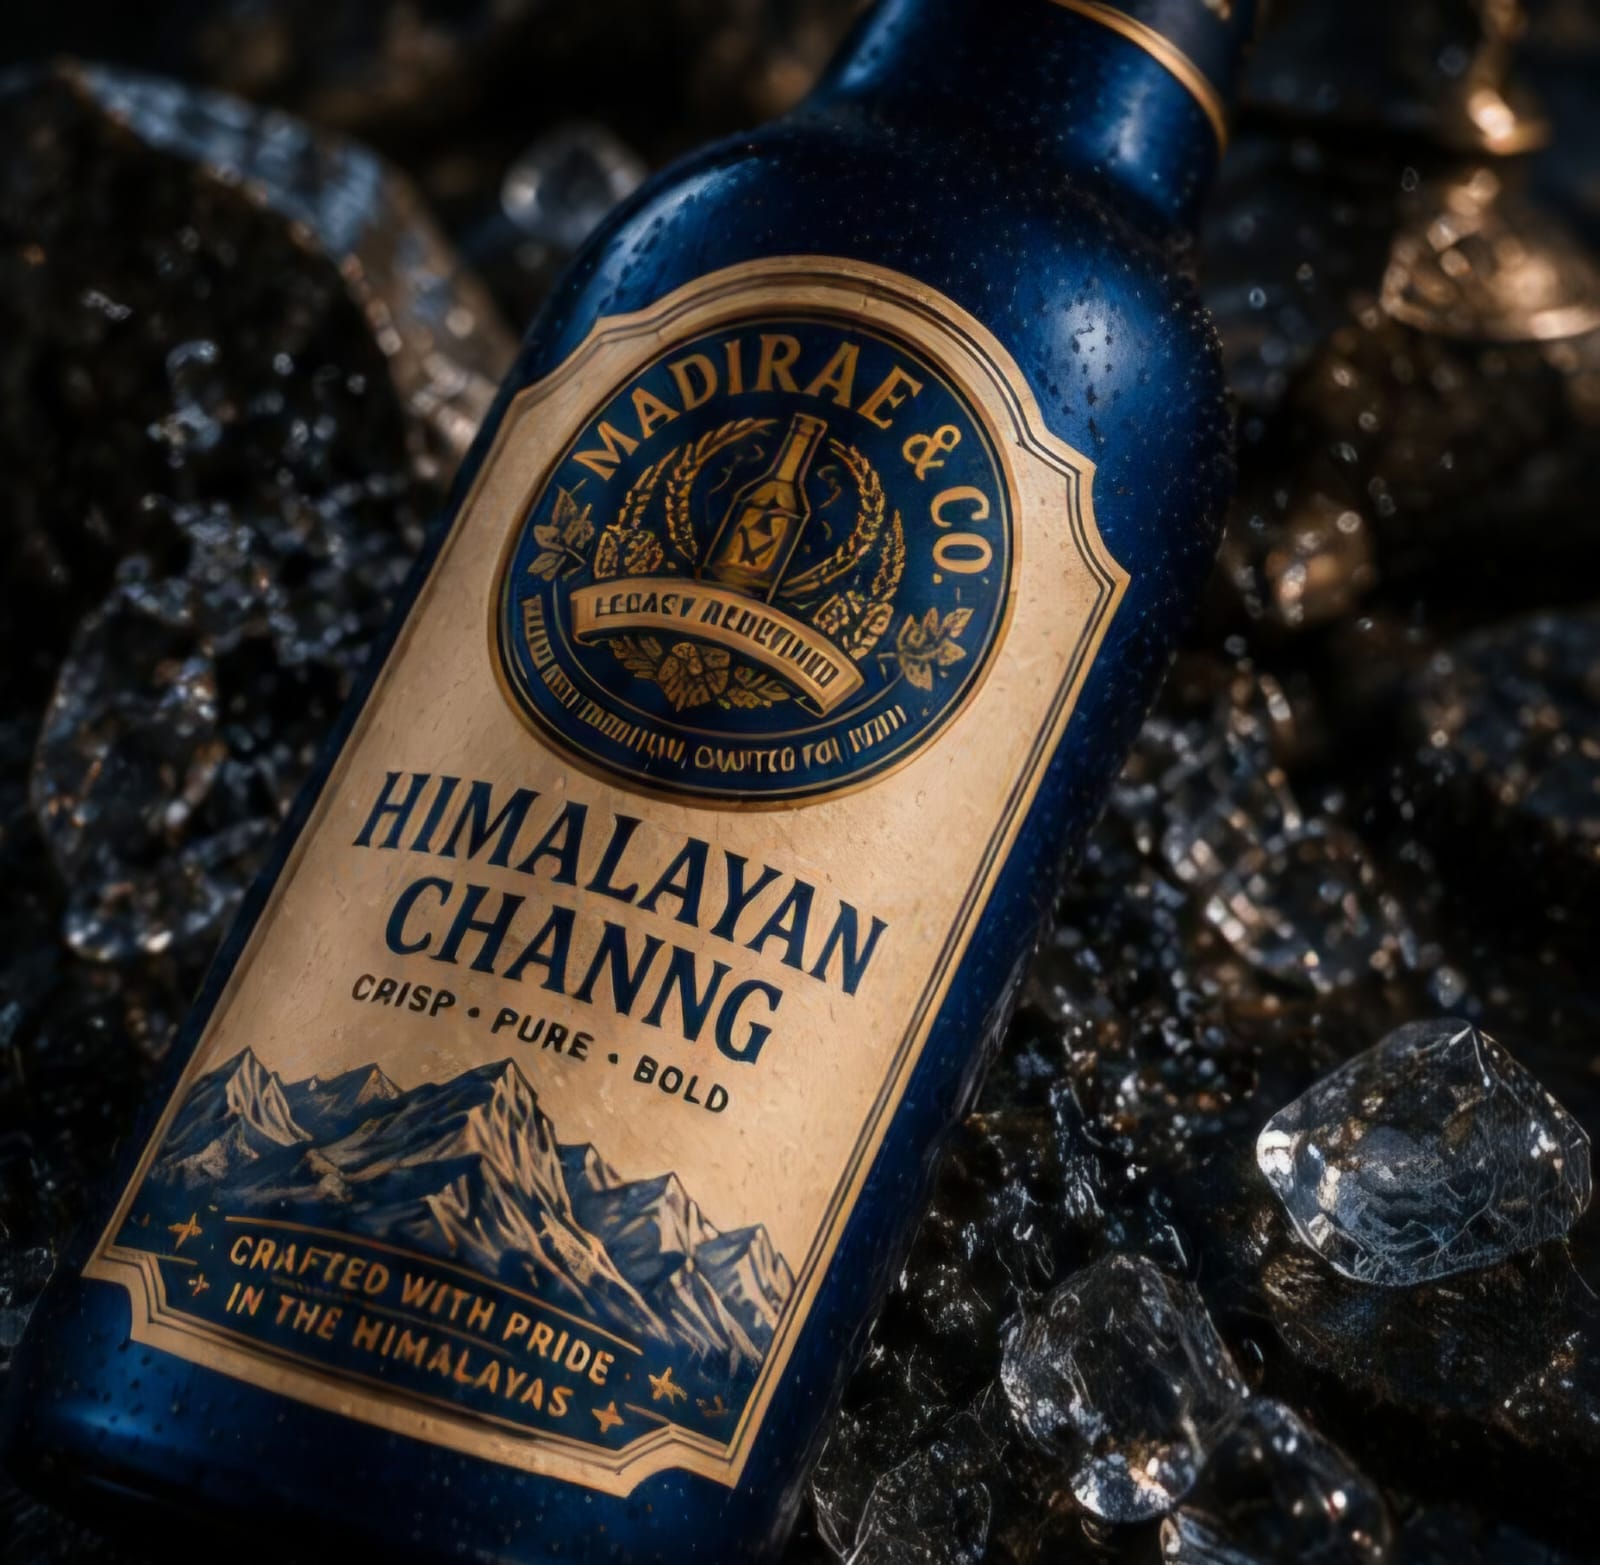 MADIRAE & CO.
HIMALAYAN
CHANNG
CRISP • PURE • BOLD
CRAFTED WITH PRIDE
IN THE HIMALAYAS